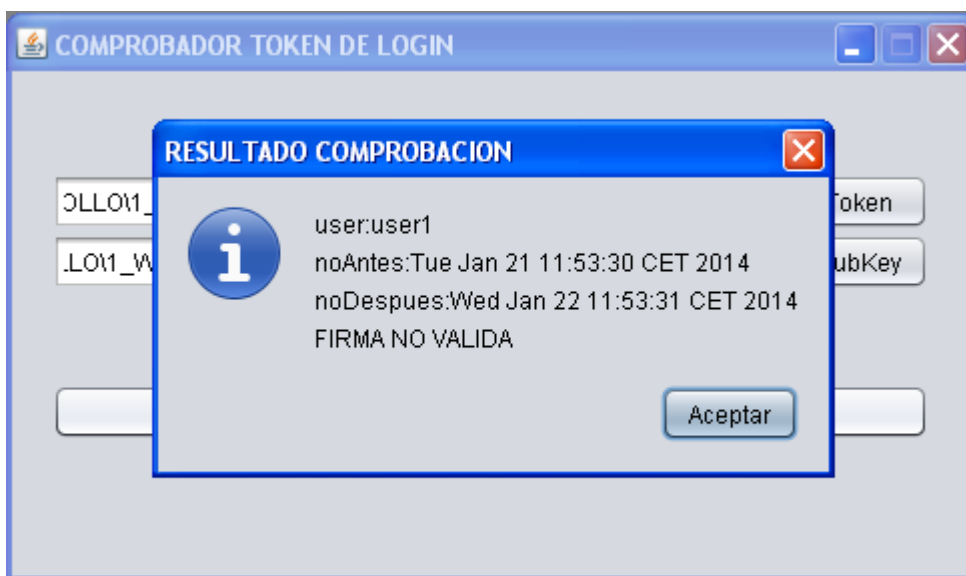 COMPROBADOR TOKEN DE LOGIN
RESULTADO COMPROBACION
user:user1
noAntes:Tue Jan 21 11:53:30 CET 2014
noDespues:Wed Jan 22 11:53:31 CET 2014
FIRMA NO VALIDA
Aceptar